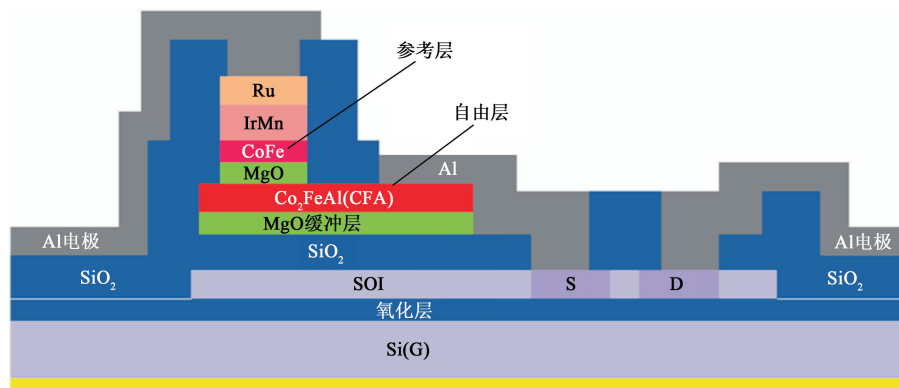 参考层
Ru
自由层
IrMn
CoFe
MgO
Al
Co₂FeAl(CFA)
MgO缓冲层
Al电极
Al电极
SiO₂
SiO₂
SiO₂
SOI
S
D
氧化层
Si(G)